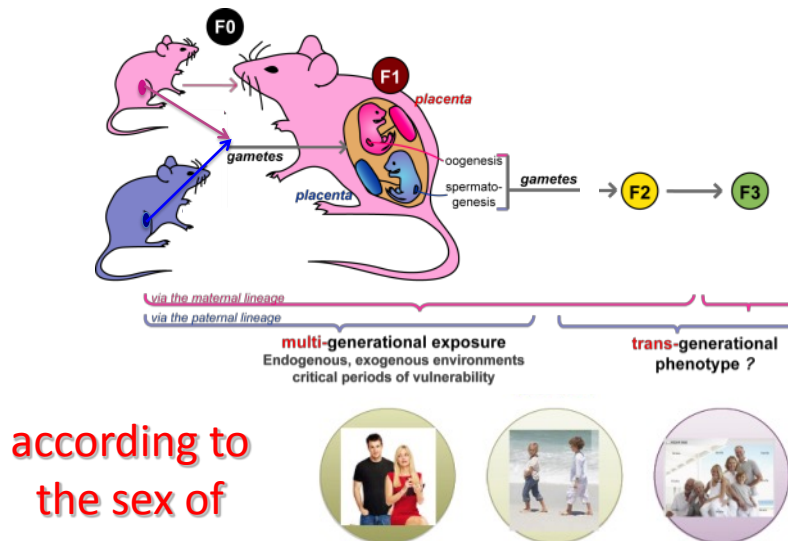 F0
F1
placenta
gametes
oogenesis
placenta
spermato-
genesis
gametes
F2
F3
via the maternal lineage
via the paternal lineage
multi-generational exposure
Endogenous, exogenous environments
critical periods of vulnerability
trans-generational
phenotype ?
according to
the sex of